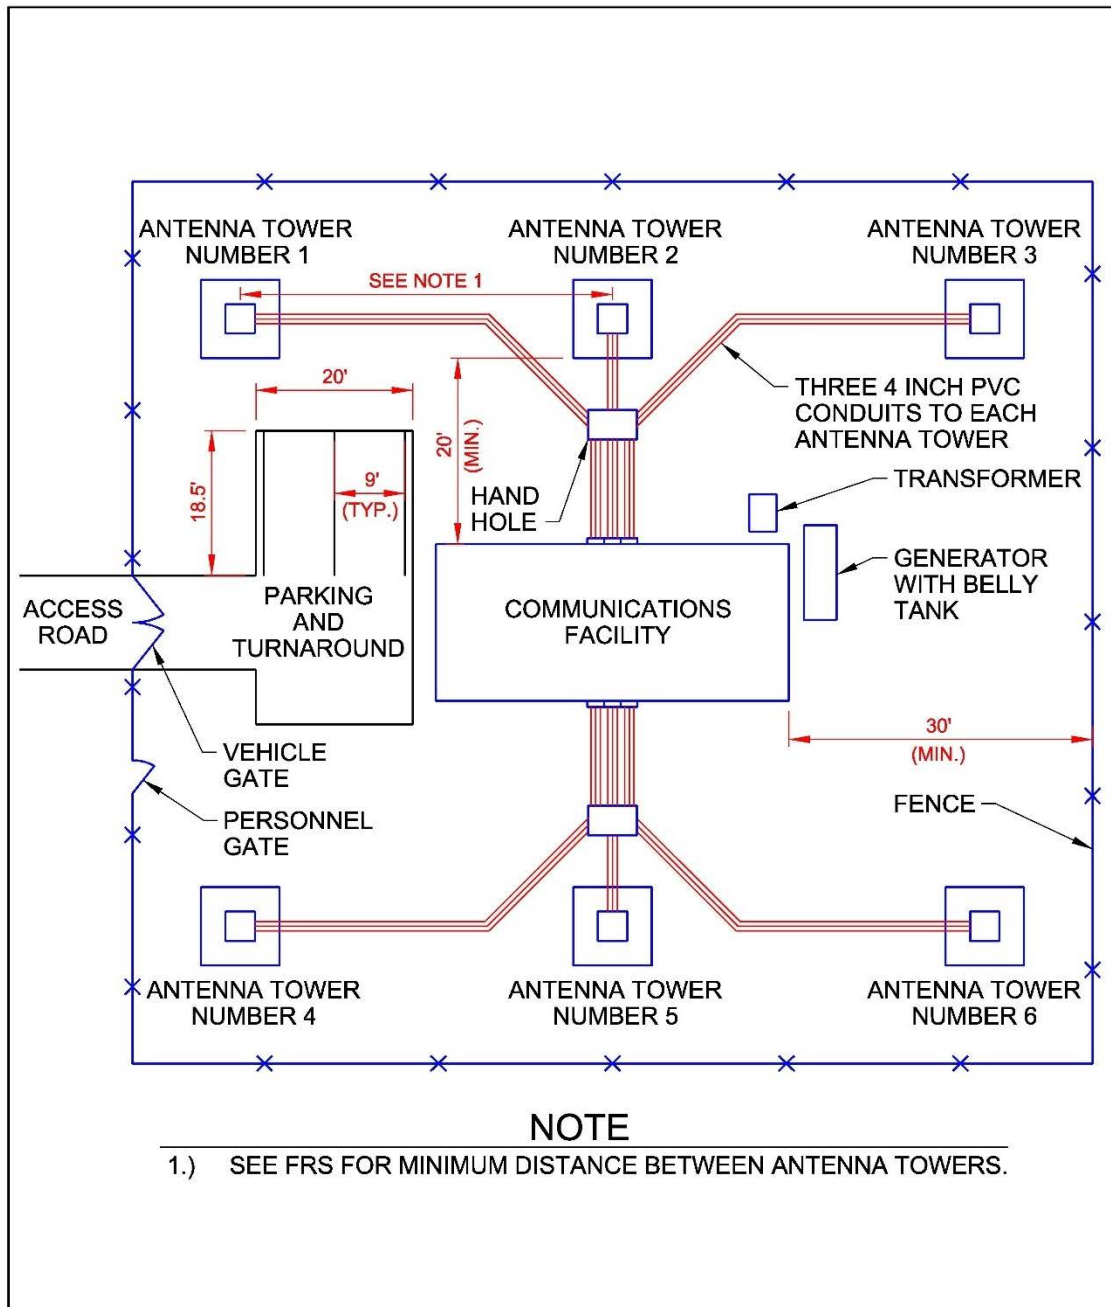 ANTENNA TOWER
NUMBER 1
ANTENNA TOWER
NUMBER 2
ANTENNA TOWER
NUMBER 3
SEE NOTE 1
20'
THREE 4 INCH PVC
CONDUITS TO EACH
ANTENNA TOWER
20'
(MIN.)
18.5'
9'
(TYP.)
HAND
HOLE
TRANSFORMER
GENERATOR
WITH BELLY
TANK
ACCESS
ROAD
PARKING
AND
TURNAROUND
COMMUNICATIONS
FACILITY
30'
(MIN.)
VEHICLE
GATE
FENCE
PERSONNEL
GATE
ANTENNA TOWER
NUMBER 4
ANTENNA TOWER
NUMBER 5
ANTENNA TOWER
NUMBER 6
NOTE
1.) SEE FRS FOR MINIMUM DISTANCE BETWEEN ANTENNA TOWERS.